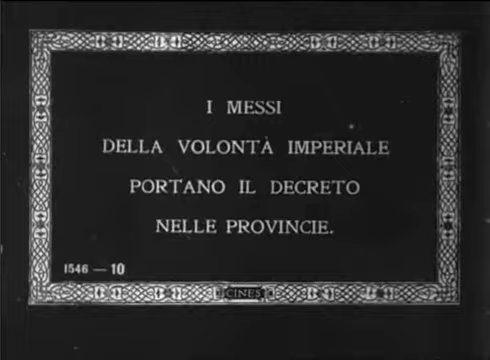 I MESSI
DELLA VOLONTÀ IMPERIALE
PORTANO IL DECRETO
NELLE PROVINCIE.
1546 — 10
CINES